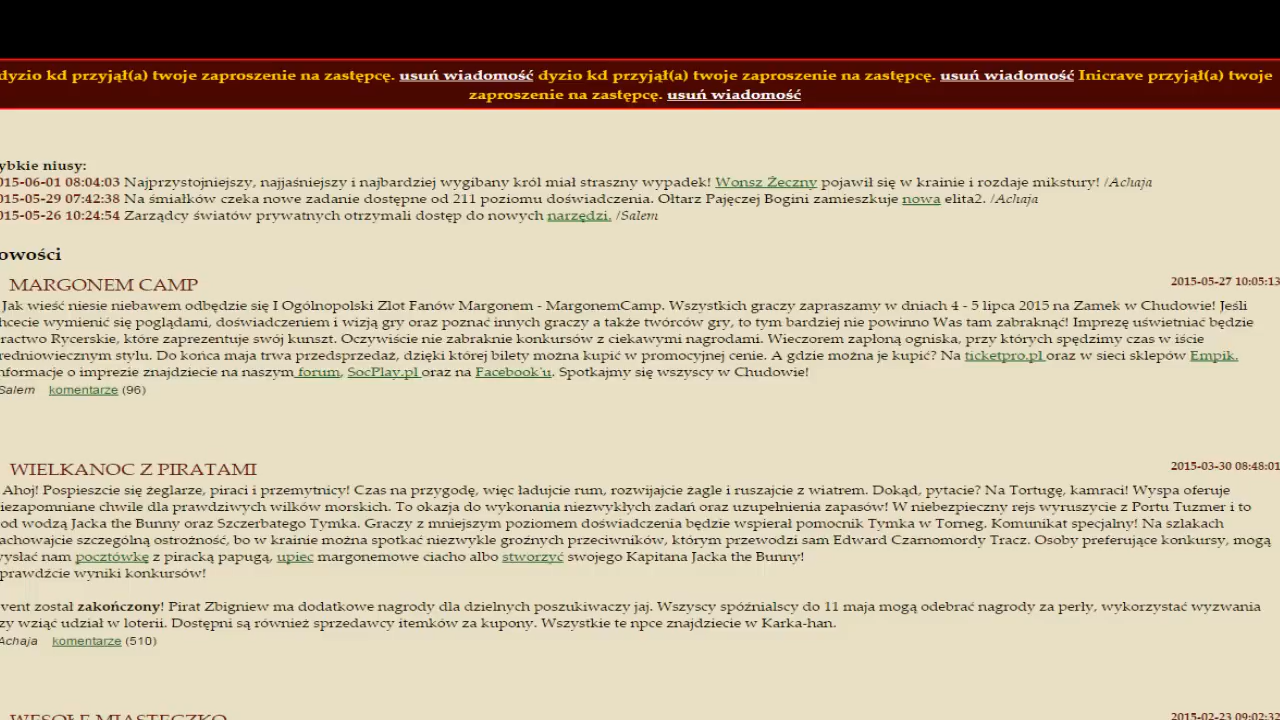 dyzio kd przyjął(a) twoje zaproszenie na zastępcę. usuń wiadomość dyzio kd przyjął(a) twoje zaproszenie na zastępcę. usuń wiadomość Inicrave przyjął(a) twoje
zaproszenie na zastępcę. usuń wiadomość
ybkie niusy:
015-06-01 08:04:03 Najprzystojniejszy, najjaśniejszy i najbardziej wygibany król miał straszny wypadek! Wonsz Żeczny pojawił się w krainie i rozdaje mikstury! /Achaja
015-05-29 07:42:38 Na śmiałków czeka nowe zadanie dostępne od 211 poziomu doświadczenia. Ołtarz Pajęczej Bogini zamieszkuje nowa elita2. /Achaja
015-05-26 10:24:54 Zarządcy światów prywatnych otrzymali dostęp do nowych narzędzi. /Salem
owości
MARGONEM CAMP 2015-05-27 10:05:13
Jak wieść niesie niebawem odbędzie się I Ogólnopolski Zlot Fanów Margonem - MargonemCamp. Wszystkich graczy zapraszamy w dniach 4 - 5 lipca 2015 na Zamek w Chudowie! Jeśli
hcecie wymienić się poglądami, doświadczeniem i wizją gry oraz poznać innych graczy a także twórców gry, to tym bardziej nie powinno Was tam zabraknąć! Imprezę uświetniać będzie
ractwo Rycerskie, które zaprezentuje swój kunszt. Oczywiście nie zabraknie konkursów z ciekawymi nagrodami. Wieczorem zapłoną ogniska, przy których spędzimy czas w iście
redniowiecznym stylu. Do końca maja trwa przedsprzedaż, dzięki której bilety można kupić w promocyjnej cenie. A gdzie można je kupić? Na ticketpro.pl oraz w sieci sklepów Empik.
nformacje o imprezie znajdziecie na naszym forum, SocPlay.pl oraz na Facebook'u. Spotkajmy się wszyscy w Chudowie!
Salem komentarze (96)
WIELKANOC Z PIRATAMI 2015-03-30 08:48:01
Ahoj! Pospieszcie się żeglarze, piraci i przemytnicy! Czas na przygodę, więc ładujcie rum, rozwijajcie żagle i ruszajcie z wiatrem. Dokąd, pytacie? Na Tortugę, kamraci! Wyspa oferuje
iezapomniane chwile dla prawdziwych wilków morskich. To okazja do wykonania niezwykłych zadań oraz uzupełnienia zapasów! W niebezpieczny rejs wyruszycie z Portu Tuzmer i to
od wodzą Jacka the Bunny oraz Szczerbatego Tymka. Graczy z mniejszym poziomem doświadczenia będzie wspierał pomocnik Tymka w Torneg. Komunikat specjalny! Na szlakach
achowajcie szczególną ostrożność, bo w krainie można spotkać niezwykle groźnych przeciwników, którym przewodzi sam Edward Czarnomordy Tracz. Osoby preferujące konkursy, mogą
wysłać nam pocztówkę z piracką papugą, upiec margonemowe ciacho albo stworzyć swojego Kapitana Jacka the Bunny!
prawdźcie wyniki konkursów!
vent został zakończony! Pirat Zbigniew ma dodatkowe nagrody dla dzielnych poszukiwaczy jaj. Wszyscy spóźnialscy do 11 maja mogą odebrać nagrody za perły, wykorzystać wyzwania
zy wziąć udział w loterii. Dostępni są również sprzedawcy itemków za kupony. Wszystkie te npce znajdziecie w Karka-han.
Achaja komentarze (510)
WESOŁE MIASTECZKO 2015-02-23 09:02:32